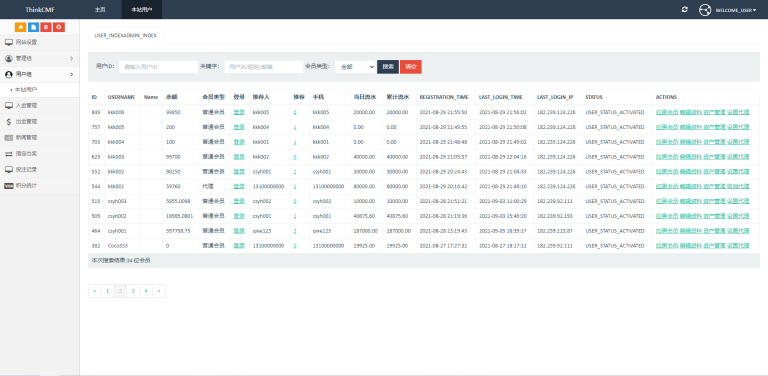 ThinkCMF 主页 本站用户 WELCOME_USER
网站设置
管理组
用户组
本站用户
入金管理
出金管理
新闻管理
投注记录
积分统计
USER_INDEXADMIN_INDEX
用户ID: 请输入用户ID 关键字: 用户名/昵称/邮箱 会员类型: 全部 搜索 清空
ID USERNAME Name 余额 会员类型 登录 推荐人 推荐 手机 当日流水 累计流水 REGISTRATION_TIME LAST_LOGIN_TIME LAST_LOGIN_IP STATUS ACTIONS
849 kkk006 99850 普通会员 登录 kkk005 0 kkk005 20000.00 20000.00 2021-08-29 21:55:50 2021-08-29 21:56:02 182.239.124.226 USER_STATUS_ACTIVATED 拉黑会员 编辑资料 资产管理 设置代理
757 kkk005 200 普通会员 登录 kkk004 1 kkk004 0.00 0.00 2021-08-29 21:49:55 2021-08-29 21:50:08 182.239.124.226 USER_STATUS_ACTIVATED 拉黑会员 编辑资料 资产管理 设置代理
703 kkk004 100 普通会员 登录 kkk001 1 kkk001 0.00 0.00 2021-08-29 21:48:48 2021-08-29 21:49:02 182.239.124.226 USER_STATUS_ACTIVATED 拉黑会员 编辑资料 资产管理 设置代理
625 kkk003 99700 普通会员 登录 kkk002 0 kkk002 40000.00 40000.00 2021-08-29 21:05:37 2021-08-29 22:04:16 182.239.124.226 USER_STATUS_ACTIVATED 拉黑会员 编辑资料 资产管理 设置代理
552 kkk002 90250 普通会员 登录 csyh001 1 csyh001 30000.00 30000.00 2021-08-29 20:24:43 2021-08-29 21:04:33 182.239.124.226 USER_STATUS_ACTIVATED 拉黑会员 编辑资料 资产管理 设置代理
544 kkk001 59760 代理 登录 13100000000 1 13100000000 80000.00 80000.00 2021-08-29 20:16:42 2021-08-29 21:48:10 182.239.124.226 USER_STATUS_ACTIVATED 拉黑会员 编辑资料 资产管理 取消代理
515 csyh003 5955.0098 普通会员 登录 csyh002 0 csyh002 10000.00 10000.00 2021-08-28 21:51:21 2021-09-03 11:00:29 182.239.92.111 USER_STATUS_ACTIVATED 拉黑会员 编辑资料 资产管理 设置代理
509 csyh002 18985.0801 普通会员 登录 csyh001 1 csyh001 40875.60 40875.60 2021-08-28 21:19:36 2021-09-03 15:46:20 182.239.92.193 USER_STATUS_ACTIVATED 拉黑会员 编辑资料 资产管理 设置代理
464 csyh001 597758.75 普通会员 登录 qwe123 2 qwe123 187000.00 187000.00 2021-08-28 13:19:43 2021-09-05 16:39:17 182.239.123.87 USER_STATUS_ACTIVATED 拉黑会员 编辑资料 资产管理 设置代理
362 Coco333 0 普通会员 登录 13100000000 0 13100000000 19925.00 19925.00 2021-08-27 17:27:32 2021-08-27 18:17:12 182.239.92.111 USER_STATUS_ACTIVATED 拉黑会员 编辑资料 资产管理 设置代理
本次搜索结果:34 位会员
« 1 2 3 4 »